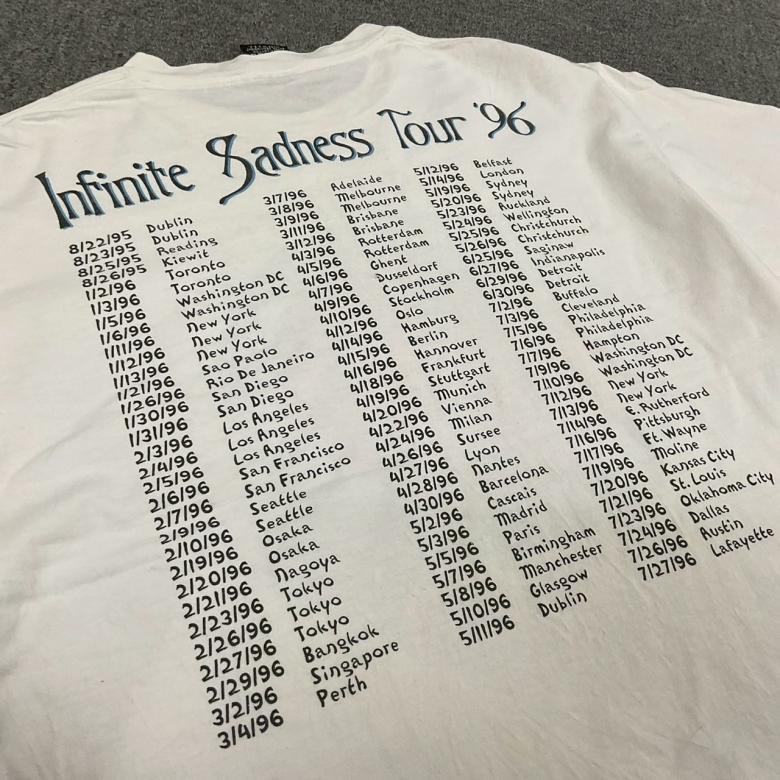 Infinite Sadness Tour '96
8/22/95 Dublin
8/23/95 Dublin
8/25/95 Reading
8/26/95 Kiewit
1/2/96 Toronto
1/3/96 Toronto
1/5/96 Washington DC
1/6/96 Washington DC
1/11/96 New York
1/12/96 New York
1/13/96 New York
1/21/96 Sao Paolo
1/26/96 Rio De Janeiro
1/30/96 San Diego
1/31/96 San Diego
2/3/96 Los Angeles
2/4/96 Los Angeles
2/5/96 Los Angeles
2/6/96 San Francisco
2/7/96 San Francisco
2/9/96 Seattle
2/10/96 Seattle
2/19/96 Osaka
2/20/96 Osaka
2/21/96 Nagoya
2/23/96 Tokyo
2/26/96 Tokyo
2/27/96 Tokyo
2/29/96 Bangkok
3/2/96 Singapore
3/4/96 Perth
3/7/96 Adelaide
3/8/96 Melbourne
3/9/96 Melbourne
3/11/96 Brisbane
3/12/96 Brisbane
4/3/96 Rotterdam
4/5/96 Rotterdam
4/6/96 Ghent
4/7/96 Dusseldorf
4/9/96 Copenhagen
4/10/96 Stockholm
4/12/96 Oslo
4/14/96 Hamburg
4/15/96 Berlin
4/16/96 Hannover
4/18/96 Frankfurt
4/19/96 Stuttgart
4/20/96 Munich
4/22/96 Vienna
4/24/96 Milan
4/26/96 Sursee
4/27/96 Lyon
4/28/96 Nantes
4/30/96 Barcelona
5/2/96 Cascais
5/3/96 Madrid
5/5/96 Paris
5/7/96 Birmingham
5/8/96 Manchester
5/10/96 Glasgow
5/11/96 Dublin
5/12/96 Belfast
5/14/96 London
5/19/96 Sydney
5/20/96 Sydney
5/23/96 Auckland
5/24/96 Wellington
5/25/96 Christchurch
5/26/96 Christchurch
6/25/96 Saginaw
6/27/96 Indianapolis
6/29/96 Detroit
6/30/96 Detroit
7/2/96 Buffalo
7/3/96 Cleveland
7/5/96 Philadelphia
7/6/96 Philadelphia
7/7/96 Hampton
7/9/96 Washington DC
7/10/96 Washington DC
7/12/96 New York
7/13/96 New York
7/14/96 E. Rutherford
7/16/96 Pittsburgh
7/17/96 Ft. Wayne
7/19/96 Moline
7/20/96 Kansas City
7/21/96 St. Louis
7/23/96 Oklahoma City
7/24/96 Dallas
7/26/96 Austin
7/27/96 Lafayette